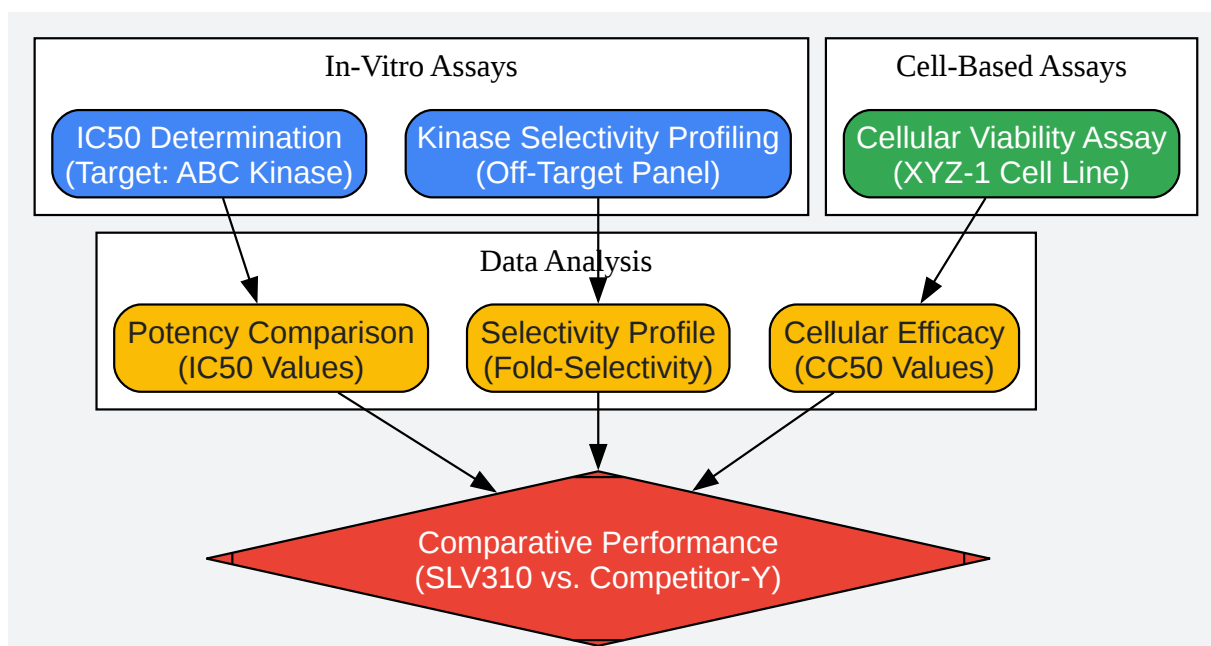 In-Vitro Assays
Cell-Based Assays
IC50 Determination
(Target: ABC Kinase)
Kinase Selectivity Profiling
(Off-Target Panel)
Cellular Viability Assay
(XYZ-1 Cell Line)
Data Analysis
Potency Comparison
(IC50 Values)
Selectivity Profile
(Fold-Selectivity)
Cellular Efficacy
(CC50 Values)
Comparative Performance
(SLV310 vs. Competitor-Y)